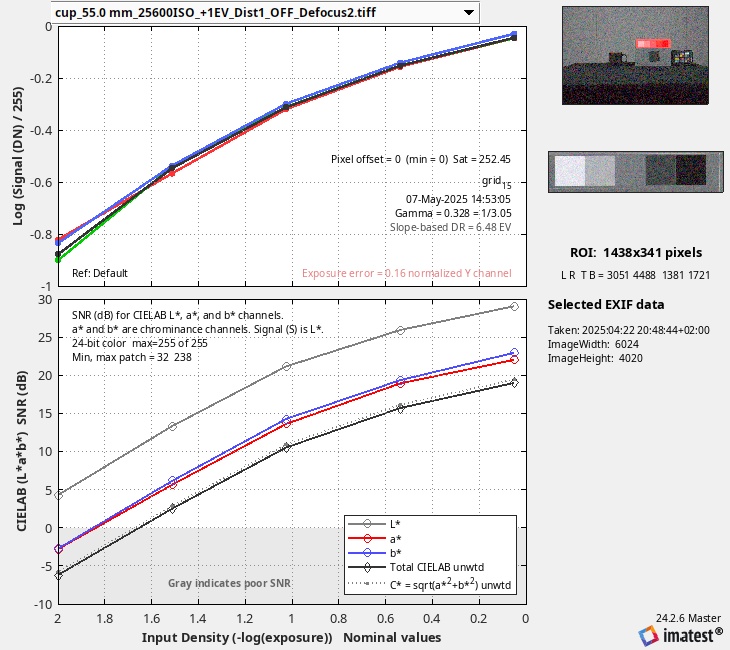 cup_55.0 mm_25600ISO_+1EV_Dist1_OFF_Defocus2.tiff
0
-0.2
-0.4
-0.6
-0.8
-1
Log (Signal (DN) / 255)
Pixel offset = 0 (min = 0) Sat = 252.45
grid_15
07-May-2025 14:53:05
Gamma = 0.328 = 1/3.05
Slope-based DR = 6.48 EV
Ref: Default
Exposure error = 0.16 normalized Y channel
ROI: 1438x341 pixels
L R T B = 3051 4488 1381 1721
Selected EXIF data
Taken: 2025:04:22 20:48:44+02:00
ImageWidth: 6024
ImageHeight: 4020
30
25
20
15
10
5
0
-5
-10
CIELAB (L*a*b*) SNR (dB)
SNR (dB) for CIELAB L*, a*, and b* channels.
a* and b* are chrominance channels. Signal (S) is L*.
24-bit color max=255 of 255
Min, max patch = 32 238
L*
a*
b*
Total CIELAB unwtd
C* = sqrt(a*²+b*²) unwtd
Gray indicates poor SNR
2 1.8 1.6 1.4 1.2 1 0.8 0.6 0.4 0.2 0
Input Density (-log(exposure)) Nominal values
24.2.6 Master
imatest®